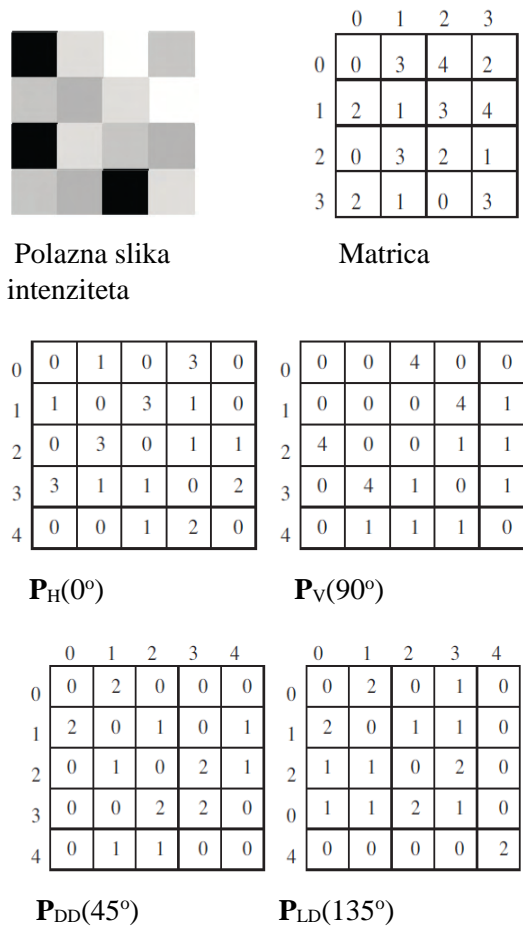 0 1 2 3
0 0 3 4 2
1 2 1 3 4
2 0 3 2 1
3 2 1 0 3
Polazna slika
intenziteta
Matrica
0 0 1 0 3 0
1 1 0 3 1 0
2 0 3 0 1 1
3 3 1 1 0 2
4 0 0 1 2 0
P_H(0°)
0 0 0 4 0 0
1 0 0 0 4 1
2 4 0 0 1 1
3 0 4 1 0 1
4 0 1 1 1 0
P_V(90°)
0 1 2 3 4
0 0 2 0 0 0
1 2 0 1 0 1
2 0 1 0 2 1
3 0 0 2 2 0
4 0 1 1 0 0
P_DD(45°)
0 1 2 3 4
0 0 2 0 1 0
1 2 0 1 1 0
2 1 1 0 2 0
0 1 1 2 1 0
4 0 0 0 0 2
P_LD(135°)